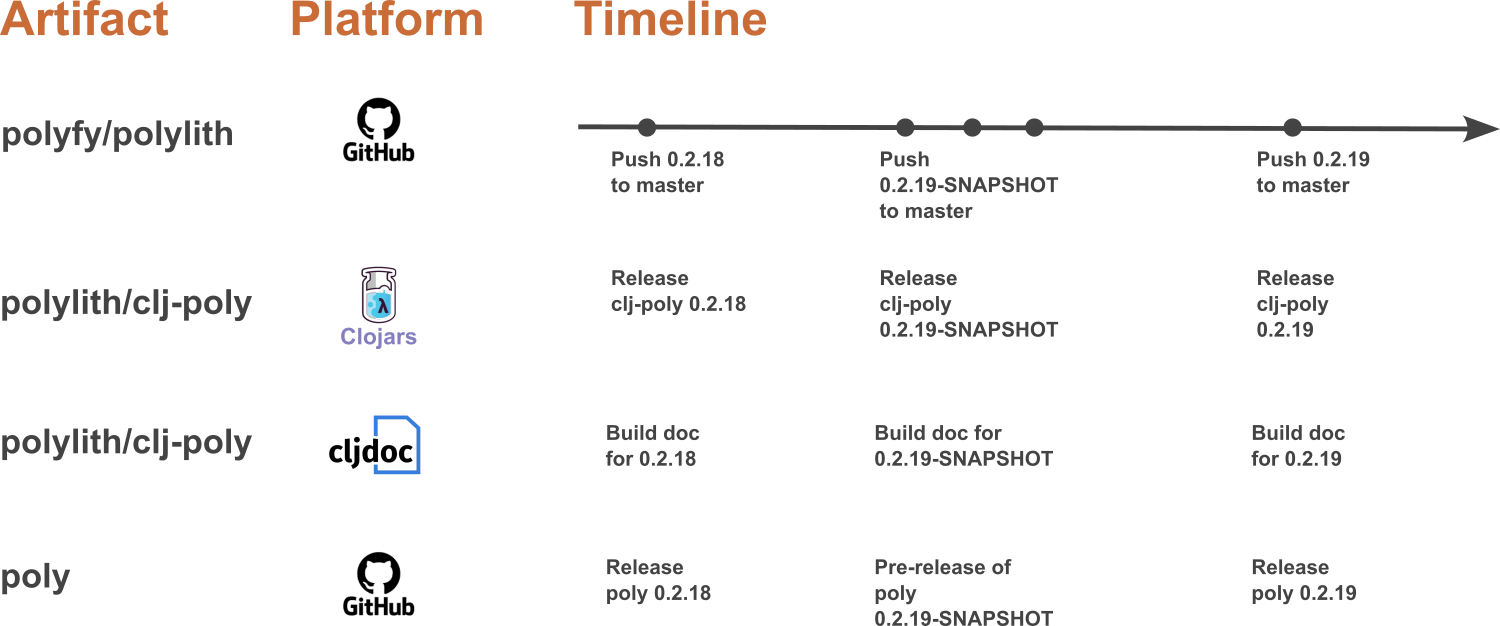 Artifact Platform Timeline
polyfy/polylith
GitHub
Push 0.2.18
to master
Push
0.2.19-SNAPSHOT
to master
Push 0.2.19
to master
polylith/clj-poly
λ
Clojars
Release
clj-poly 0.2.18
Release
clj-poly
0.2.19-SNAPSHOT
Release
clj-poly
0.2.19
polylith/clj-poly
cljdoc
Build doc
for 0.2.18
Build doc for
0.2.19-SNAPSHOT
Build doc
for 0.2.19
poly
GitHub
Release
poly 0.2.18
Pre-release of
poly
0.2.19-SNAPSHOT
Release
poly 0.2.19